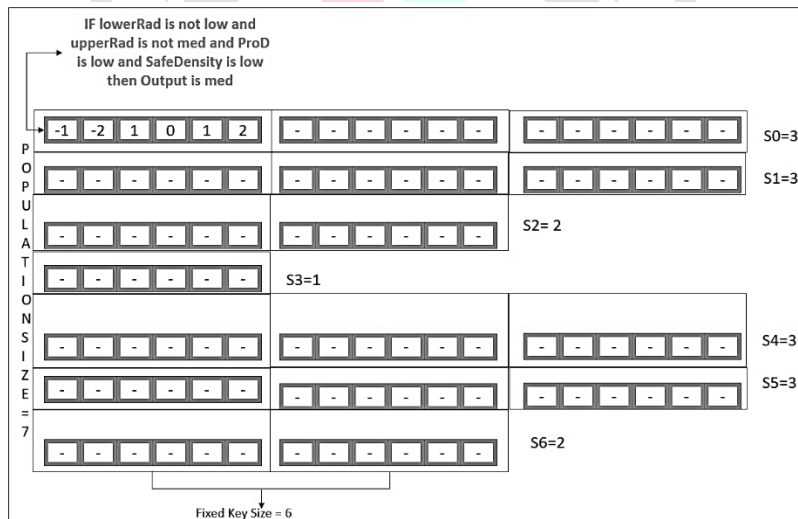 IF lowerRad is not low and
upperRad is not med and ProD
is low and SafeDensity is low
then Output is med
-1 -2 1 0 1 2 - - - - - - - - - - - - S0=3
- - - - - - - - - - - - - - - - - - S1=3
- - - - - - - - - - - - S2= 2
- - - - - - S3=1
- - - - - - - - - - - - - - - - - - S4=3
- - - - - - - - - - - - - - - - - - S5=3
- - - - - - - - - - - - S6=2
POPULATIONSIZE=7
Fixed Key Size = 6